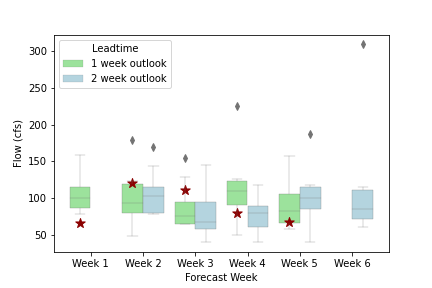 Leadtime
1 week outlook
2 week outlook
Flow (cfs)
300
250
200
150
100
50
Week 1 Week 2 Week 3 Week 4 Week 5 Week 6
Forecast Week